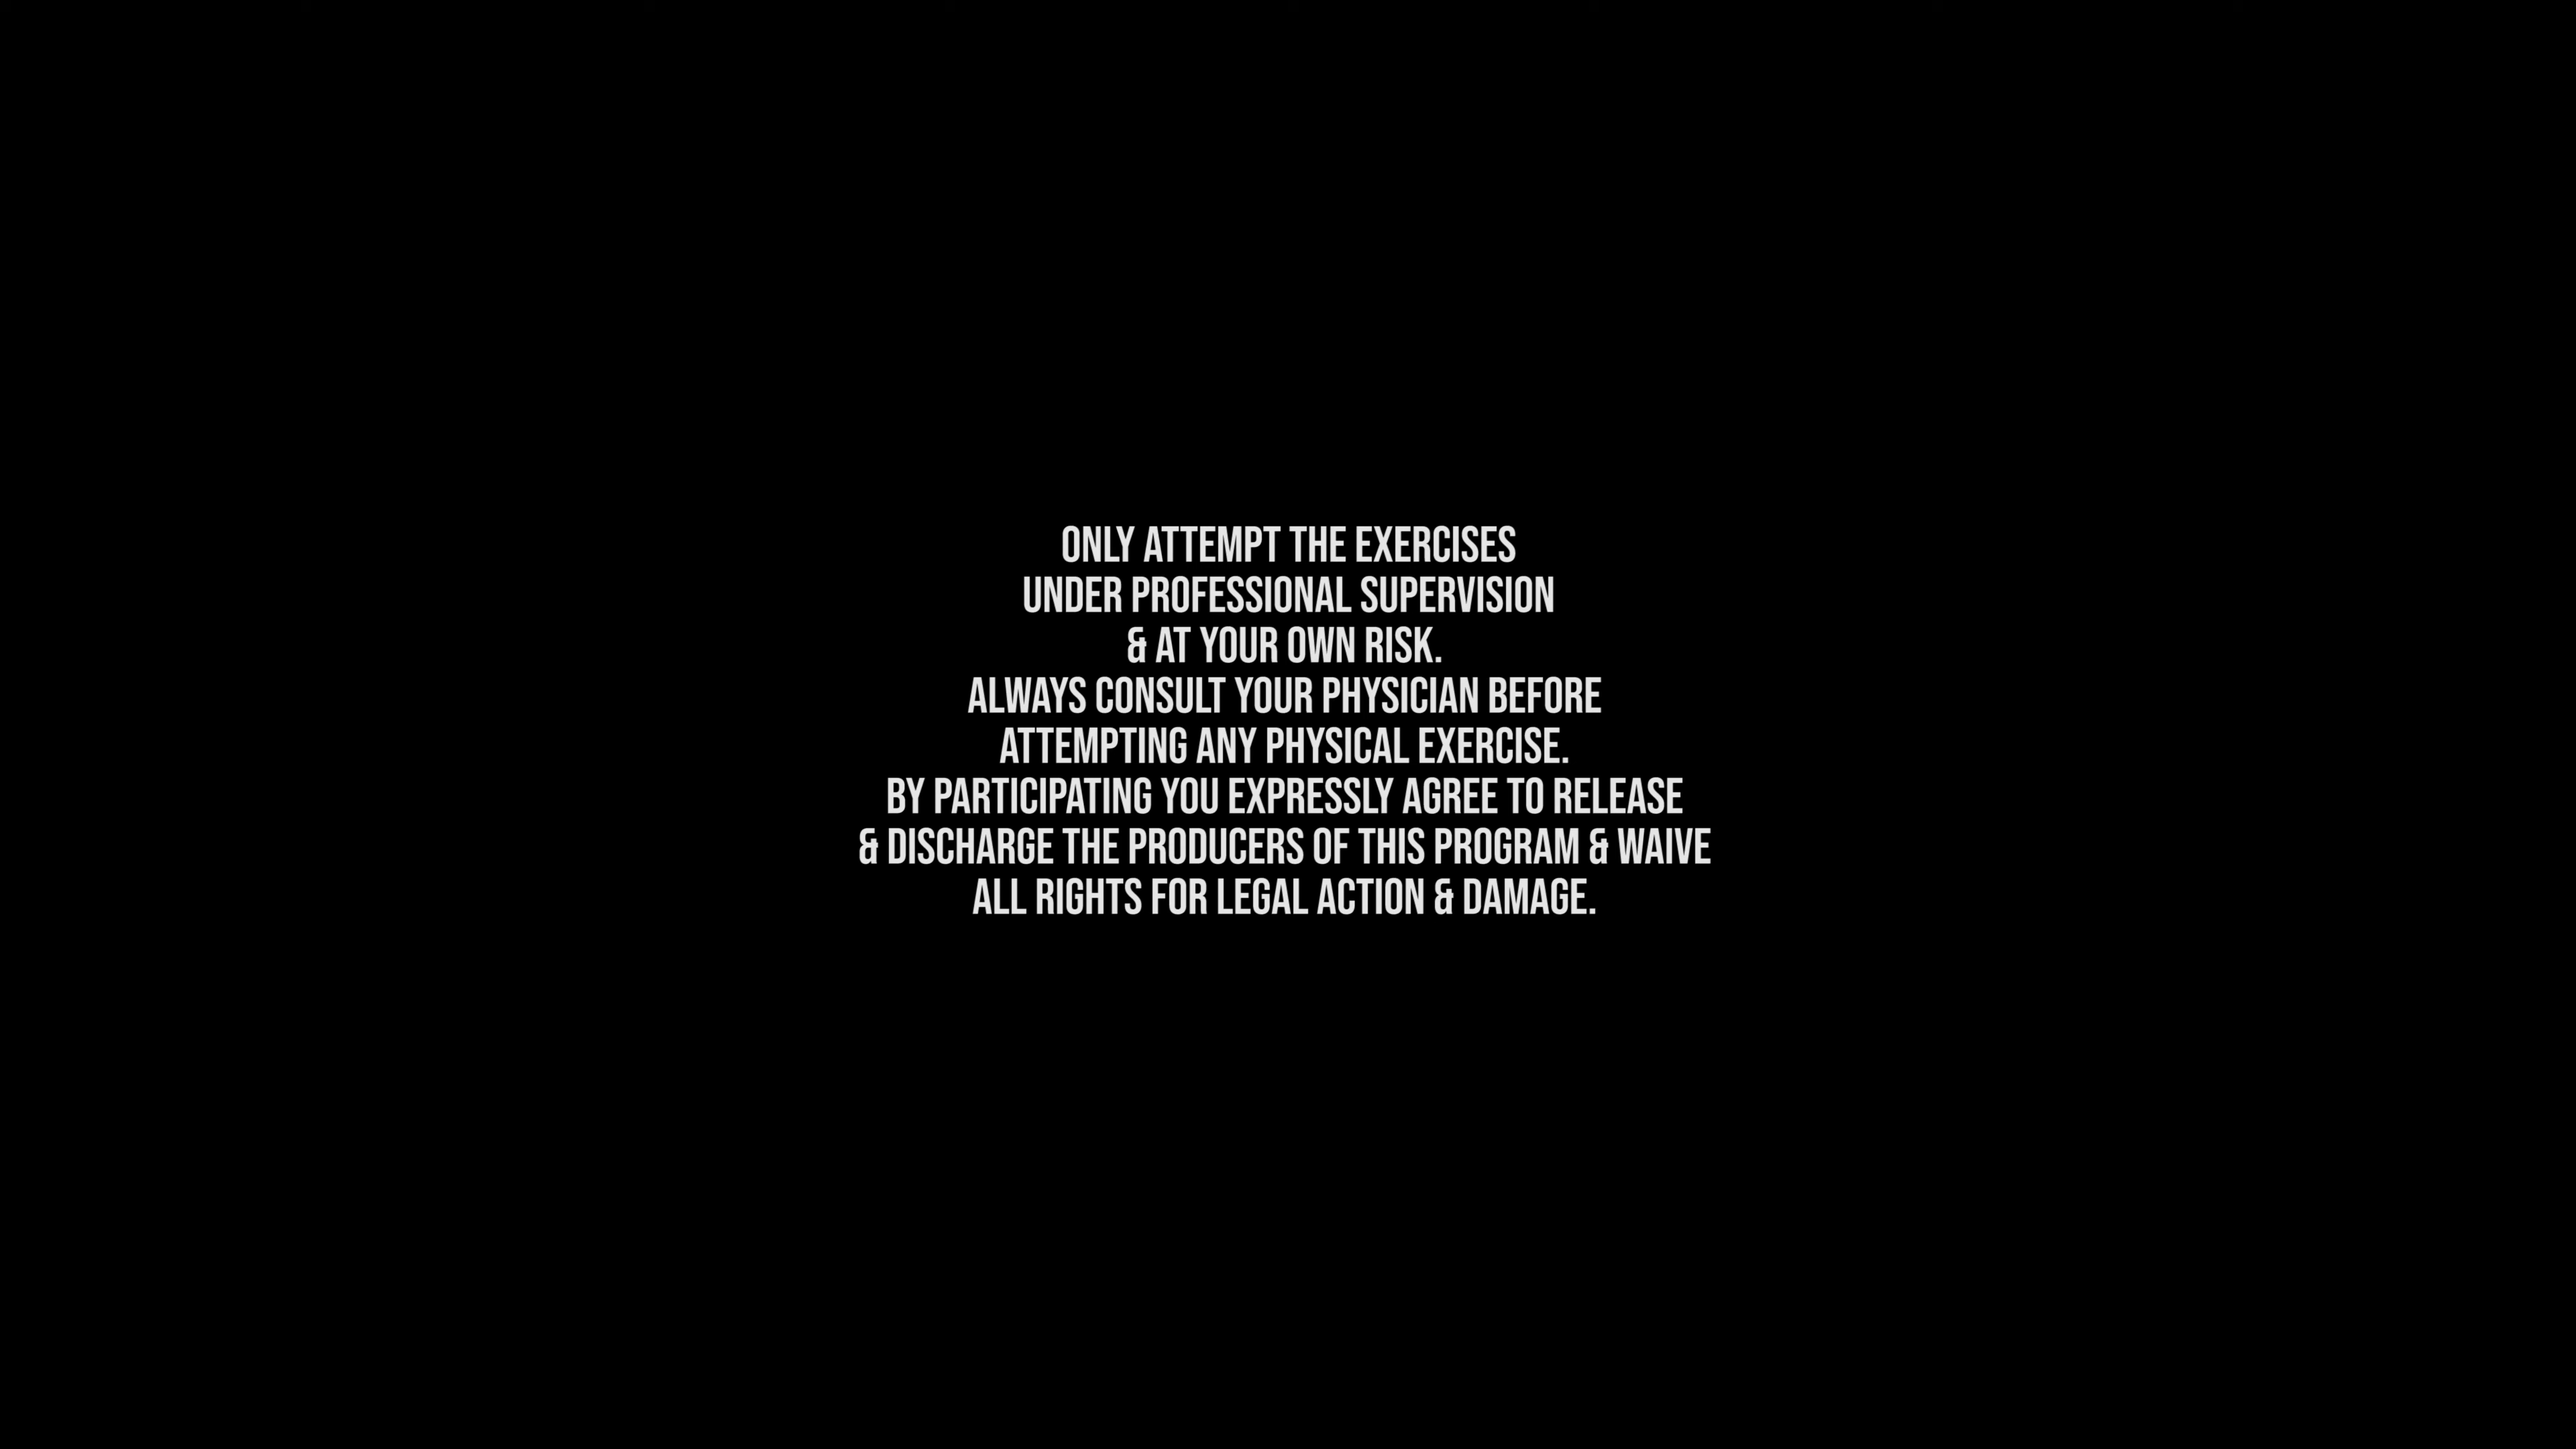 ONLY ATTEMPT THE EXERCISES
UNDER PROFESSIONAL SUPERVISION
& AT YOUR OWN RISK.
ALWAYS CONSULT YOUR PHYSICIAN BEFORE
ATTEMPTING ANY PHYSICAL EXERCISE.
BY PARTICIPATING YOU EXPRESSLY AGREE TO RELEASE
& DISCHARGE THE PRODUCERS OF THIS PROGRAM & WAIVE
ALL RIGHTS FOR LEGAL ACTION & DAMAGE.